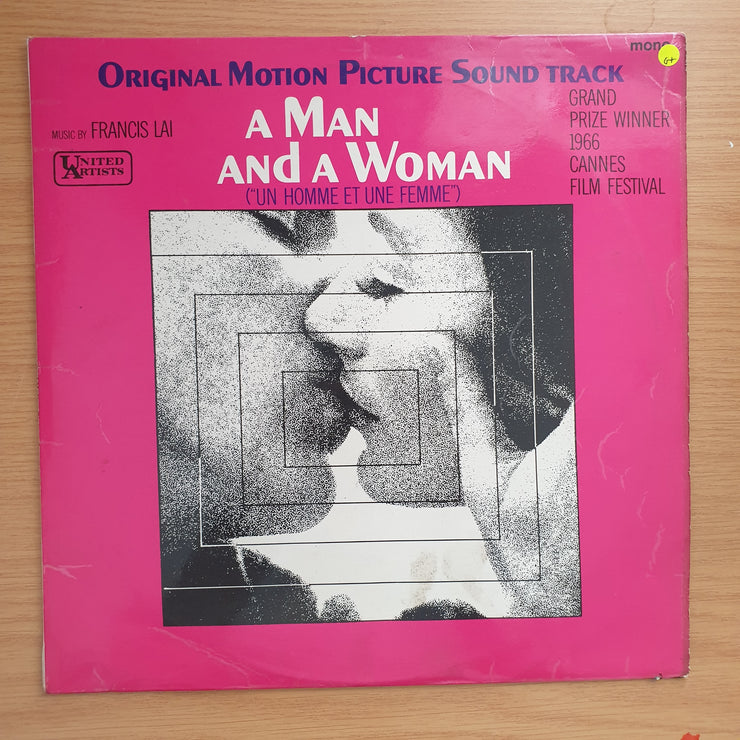 mono
G+
ORIGINAL MOTION PICTURE SOUND TRACK
MUSIC BY FRANCIS LAI
UNITED
ARTISTS
A MAN
AND A WOMAN
("UN HOMME ET UNE FEMME")
GRAND
PRIZE WINNER
1966
CANNES
FILM FESTIVAL